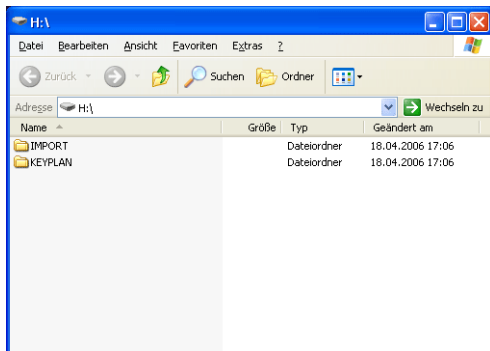 H:\
Datei Bearbeiten Ansicht Favoriten Extras ?
Zurück Suchen Ordner
Adresse H:\ Wechseln zu
Name Größe Typ Geändert am
IMPORT Dateiordner 18.04.2006 17:06
KEYPLAN Dateiordner 18.04.2006 17:06